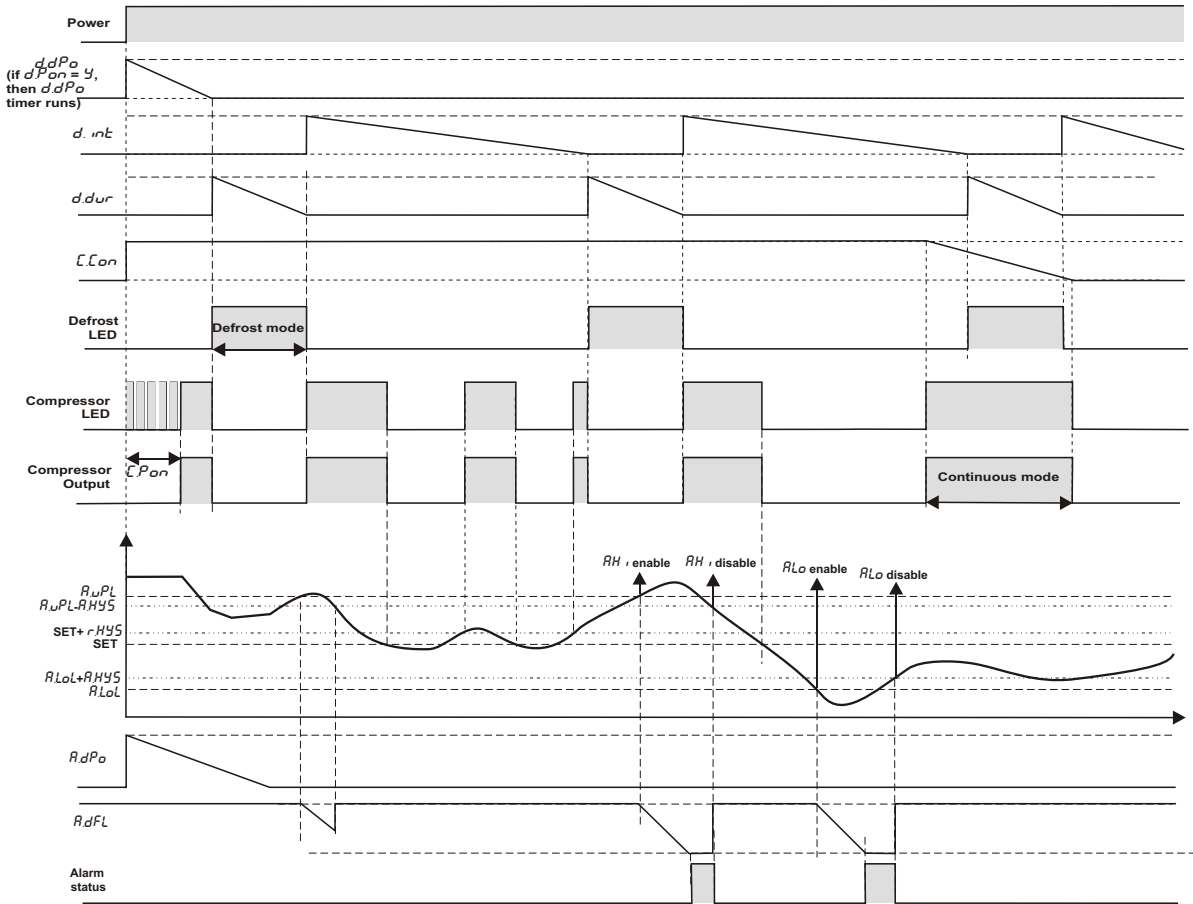 Power
d.dPo
(if d.Pon = y,
then d.dPo
timer runs)
d.int
d.dur
C.Con
Defrost
LED
Defrost mode
Compressor
LED
C.Pon
Compressor
Output
Continuous mode
AHi enable
AHi disable
ALo enable
ALo disable
A.uPL
A.uPL-A.HYS
SET+ r.HYS
SET
A.LoL+A.HYS
A.LoL
A.dPo
A.dFL
Alarm
status